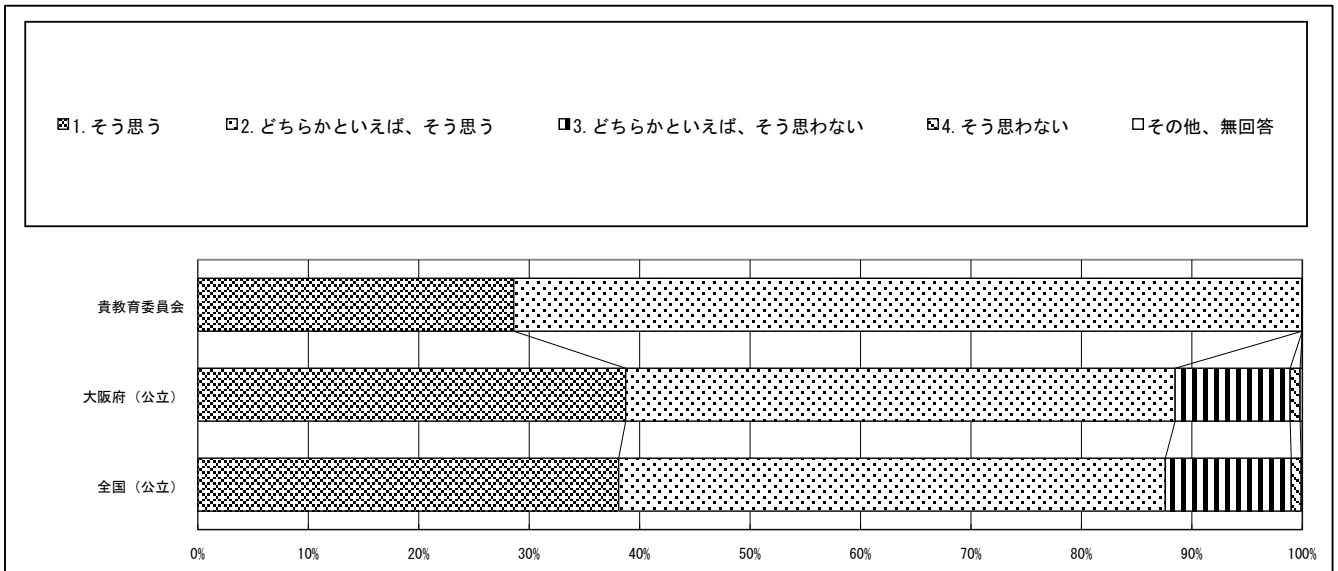 1. そう思う 2. どちらかといえば、そう思う 3. どちらかといえば、そう思わない 4. そう思わない その他、無回答
貴教育委員会
大阪府（公立）
全国（公立）
0% 10% 20% 30% 40% 50% 60% 70% 80% 90% 100%